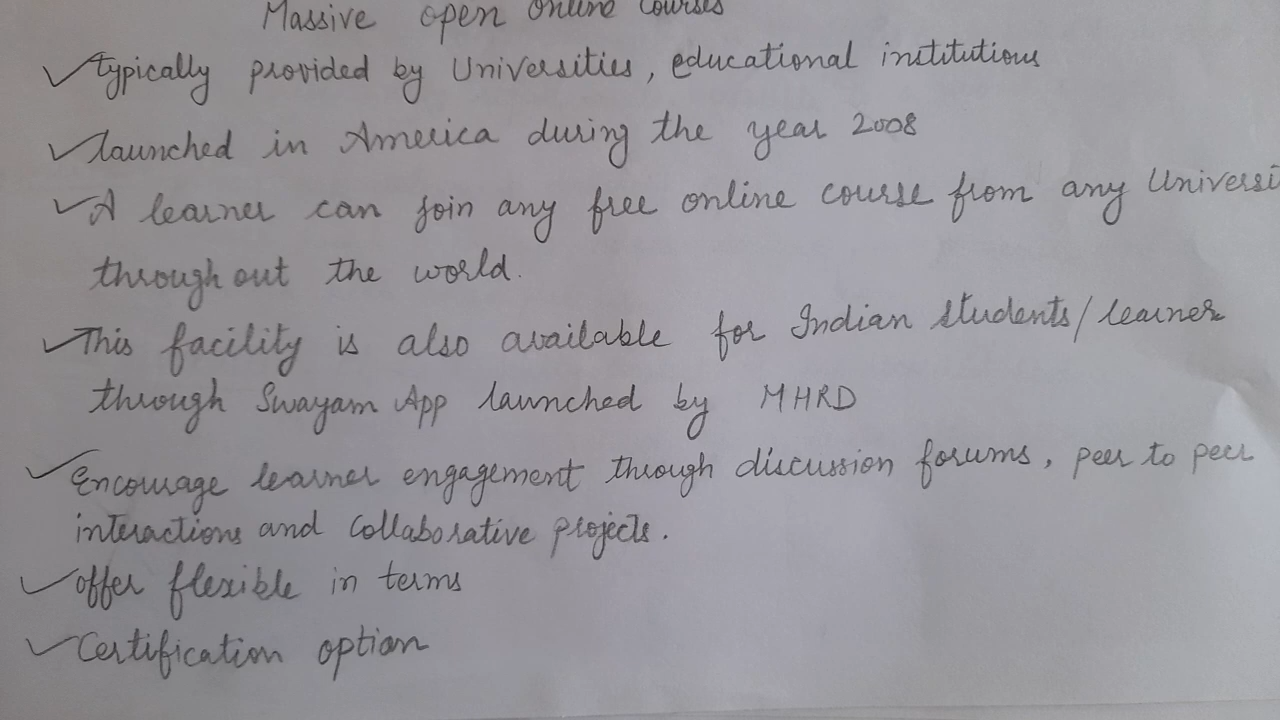 Massive open online courses
✓ typically provided by Universities, educational institutions
✓ launched in America during the year 2008
✓ A learner can join any free online course from any Universi
through out the world.
✓ This facility is also available for Indian students/learner
through Swayam App launched by MHRD
✓ Encourage learner engagement through discussion forums, peer to peer
interactions and Collaborative projects.
✓ offer flexible in terms
✓ Certification option